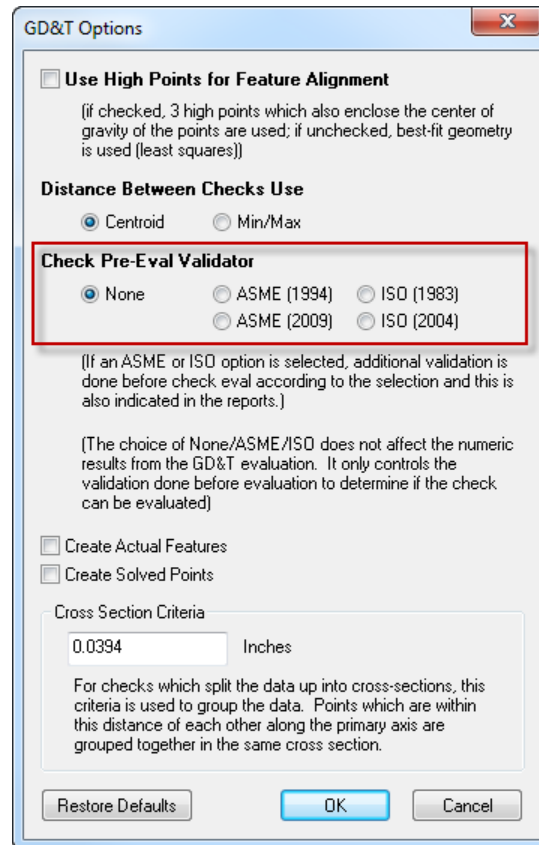 GD&T Options
Use High Points for Feature Alignment
(if checked, 3 high points which also enclose the center of
gravity of the points are used; if unchecked, best-fit geometry
is used (least squares))
Distance Between Checks Use
Centroid Min/Max
Check Pre-Eval Validator
None ASME (1994) ISO (1983)
ASME (2009) ISO (2004)
(If an ASME or ISO option is selected, additional validation is
done before check eval according to the selection and this is
also indicated in the reports.)
(The choice of None/ASME/ISO does not affect the numeric
results from the GD&T evaluation. It only controls the
validation done before evaluation to determine if the check
can be evaluated)
Create Actual Features
Create Solved Points
Cross Section Criteria
0.0394 Inches
For checks which split the data up into cross-sections, this
criteria is used to group the data. Points which are within
this distance of each other along the primary axis are
grouped together in the same cross section.
Restore Defaults OK Cancel